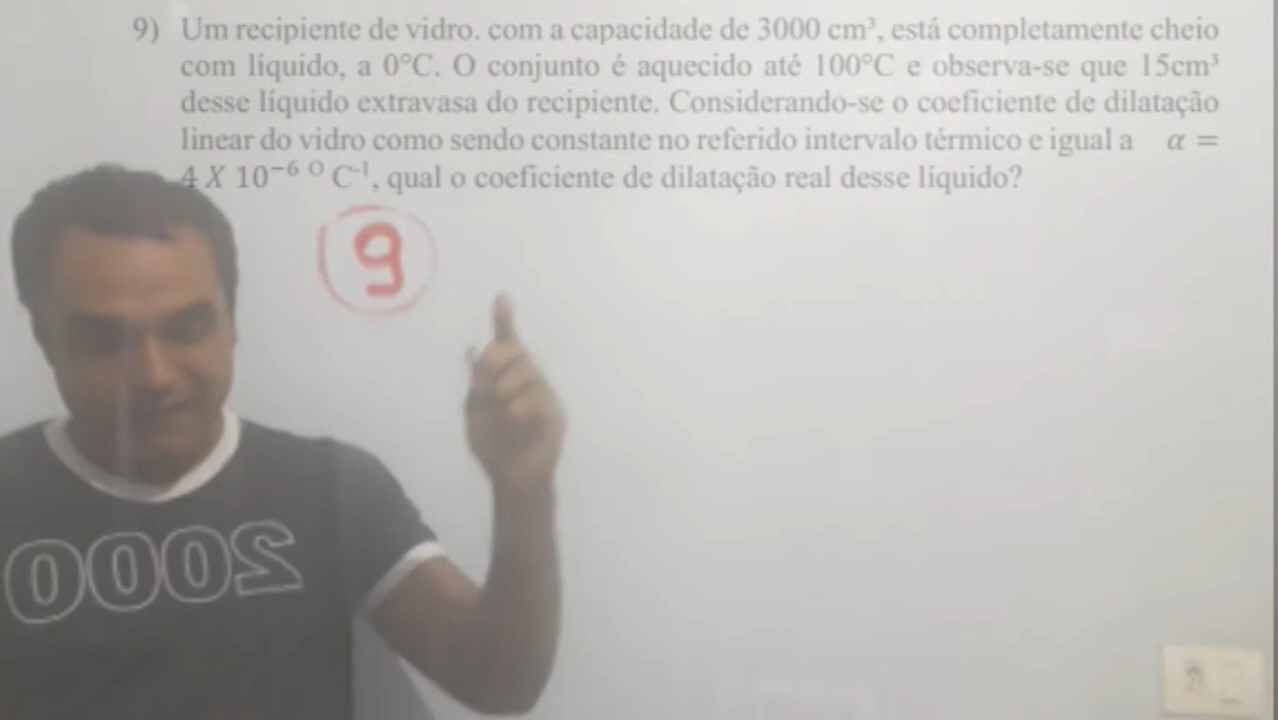 9) Um recipiente de vidro. com a capacidade de 3000 cm³, está completamente cheio
com líquido, a 0°C. O conjunto é aquecido até 100°C e observa-se que 15cm³
desse líquido extravasa do recipiente. Considerando-se o coeficiente de dilatação
linear do vidro como sendo constante no referido intervalo térmico e igual a α =
4 X 10⁻⁶ ᴼ C⁻¹, qual o coeficiente de dilatação real desse líquido?
9
2000